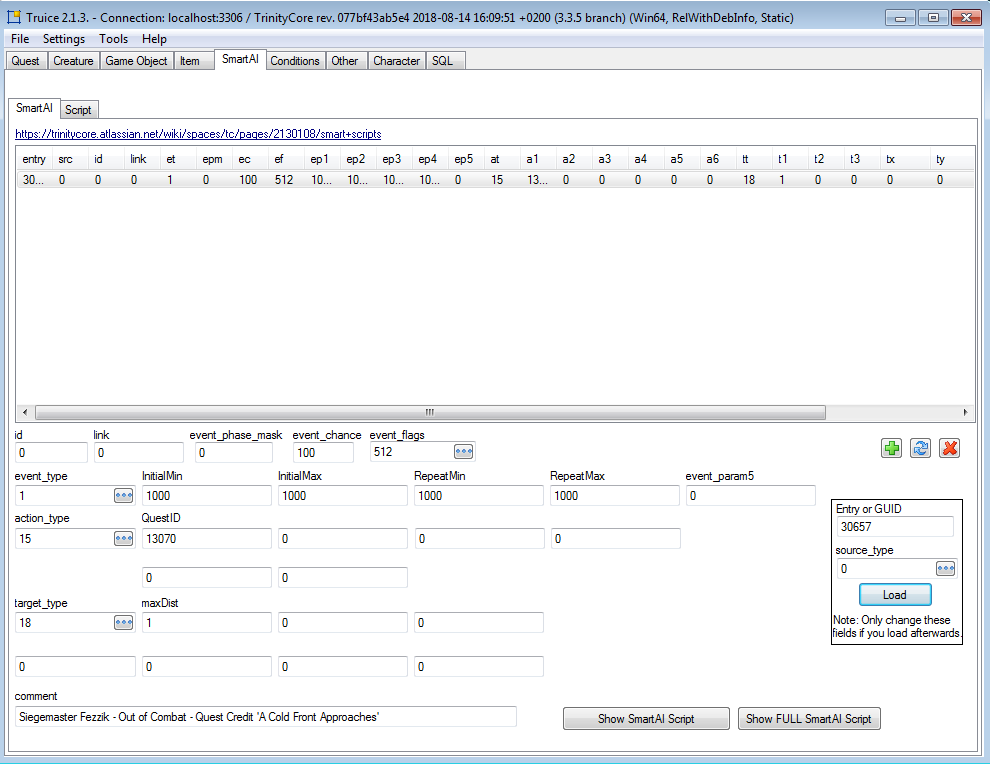 Truice 2.1.3. - Connection: localhost:3306 / TrinityCore rev. 077bf43ab5e4 2018-08-14 16:09:51 +0200 (3.3.5 branch) (Win64, RelWithDebInfo, Static)
File Settings Tools Help
Quest Creature Game Object Item SmartAI Conditions Other Character SQL
SmartAI Script
https://trinitycore.atlassian.net/wiki/spaces/tc/pages/2130108/smart+scripts
entry src id link et epm ec ef ep1 ep2 ep3 ep4 ep5 at a1 a2 a3 a4 a5 a6 tt t1 t2 t3 tx ty
30... 0 0 0 1 0 100 512 10... 10... 10... 10... 0 15 13... 0 0 0 0 0 18 1 0 0 0 0
id link event_phase_mask event_chance event_flags
0 0 0 100 512
event_type InitialMin InitialMax RepeatMin RepeatMax event_param5
1 1000 1000 1000 1000 0
action_type QuestID
15 13070 0 0 0
0 0
target_type maxDist
18 1 0 0
0 0 0 0
comment
Siegemaster Fezzik - Out of Combat - Quest Credit 'A Cold Front Approaches'
Show SmartAI Script Show FULL SmartAI Script
Entry or GUID
30657
source_type
0
Load
Note: Only change these
fields if you load afterwards.